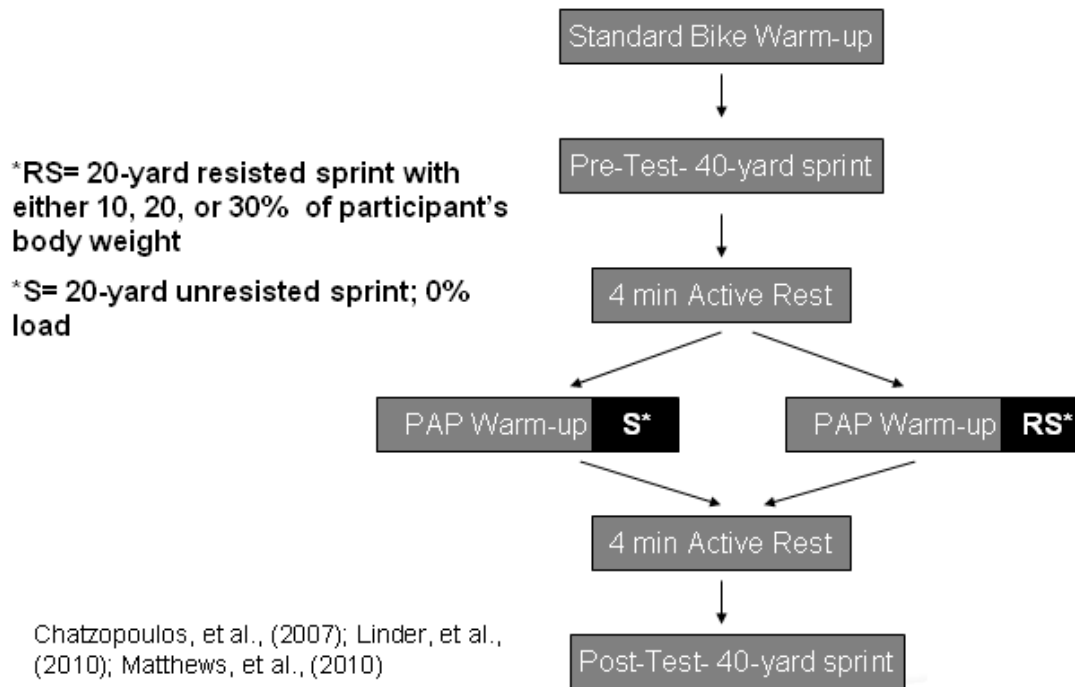 Standard Bike Warm-up
Pre-Test- 40-yard sprint
*RS= 20-yard resisted sprint with
either 10, 20, or 30% of participant's
body weight
*S= 20-yard unresisted sprint; 0%
load
4 min Active Rest
PAP Warm-up S*
PAP Warm-up RS*
4 min Active Rest
Chatzopoulos, et al., (2007); Linder, et al.,
(2010); Matthews, et al., (2010)
Post-Test- 40-yard sprint